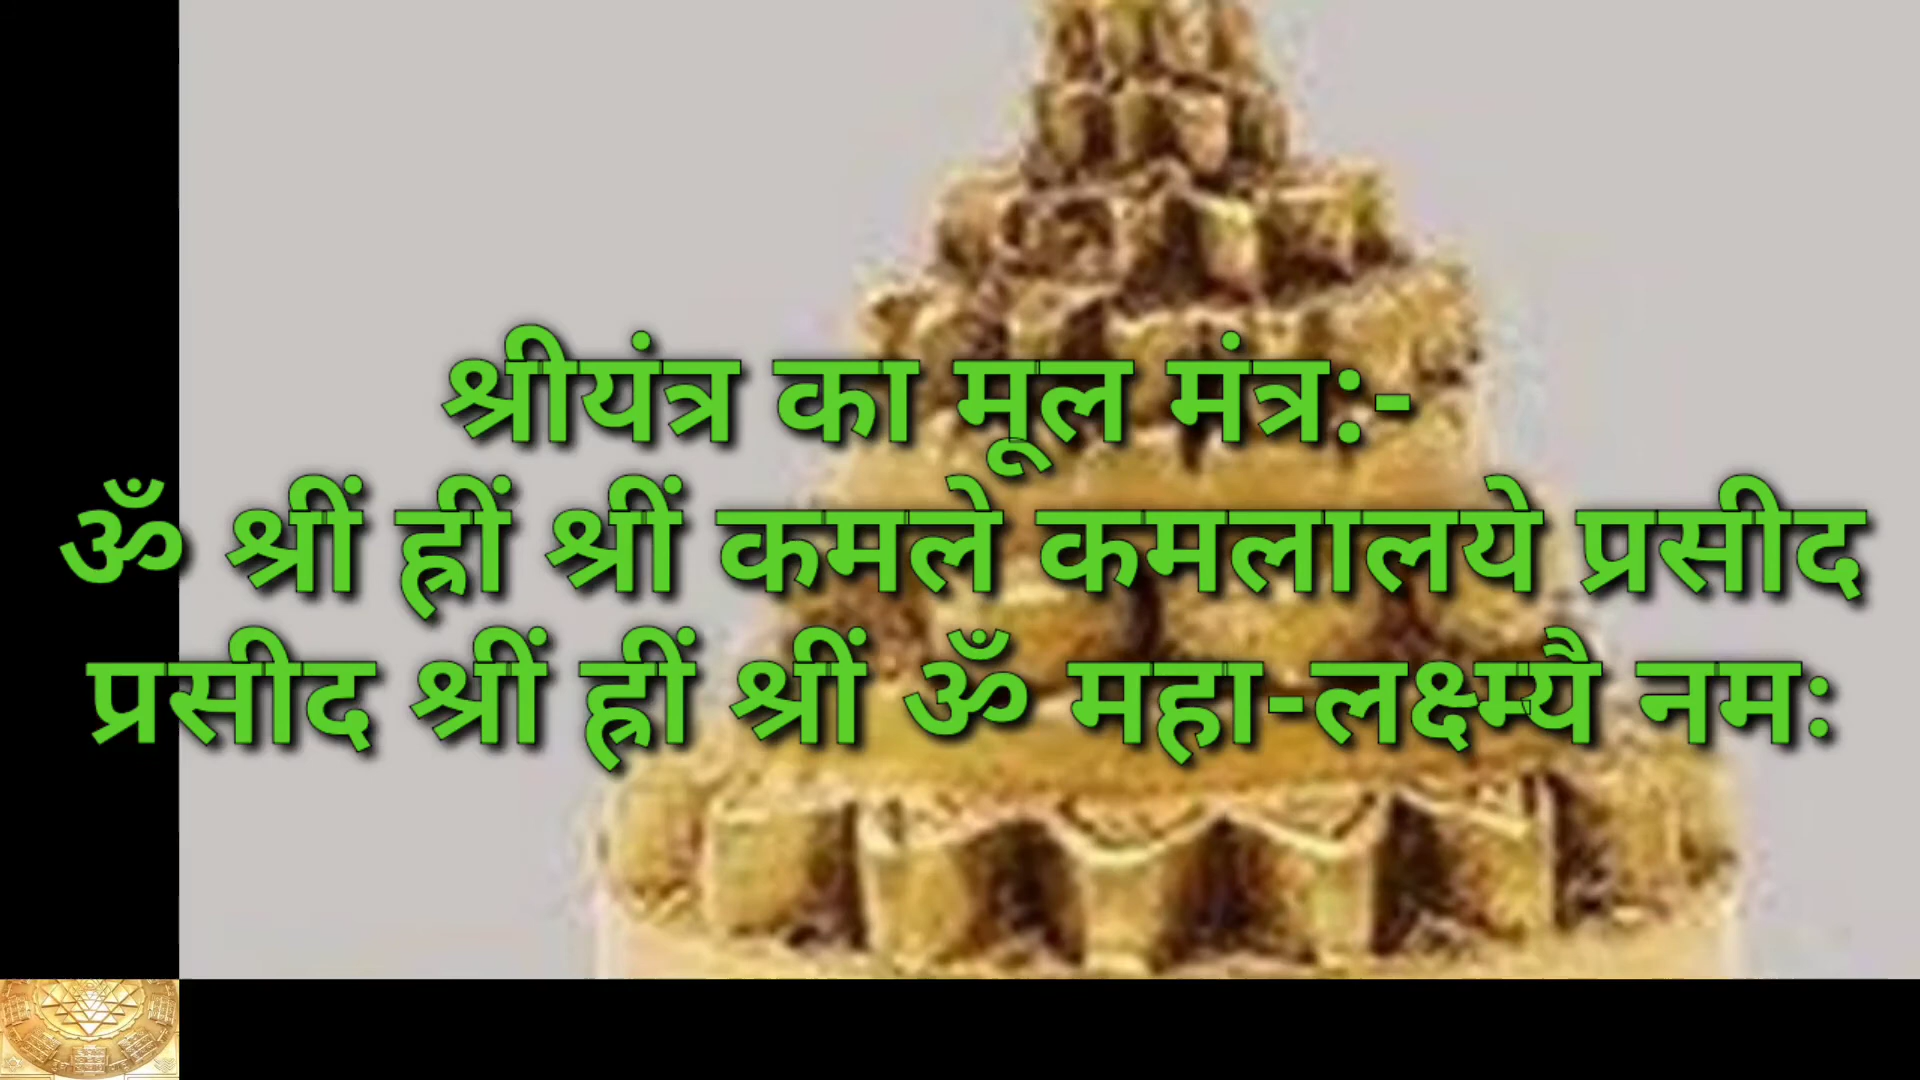 श्रीयंत्र का मूल मंत्र:-
ॐ श्रीं ह्रीं श्रीं कमले कमलालये प्रसीद
प्रसीद श्रीं ह्रीं श्रीं ॐ महा-लक्ष्म्यै नमः